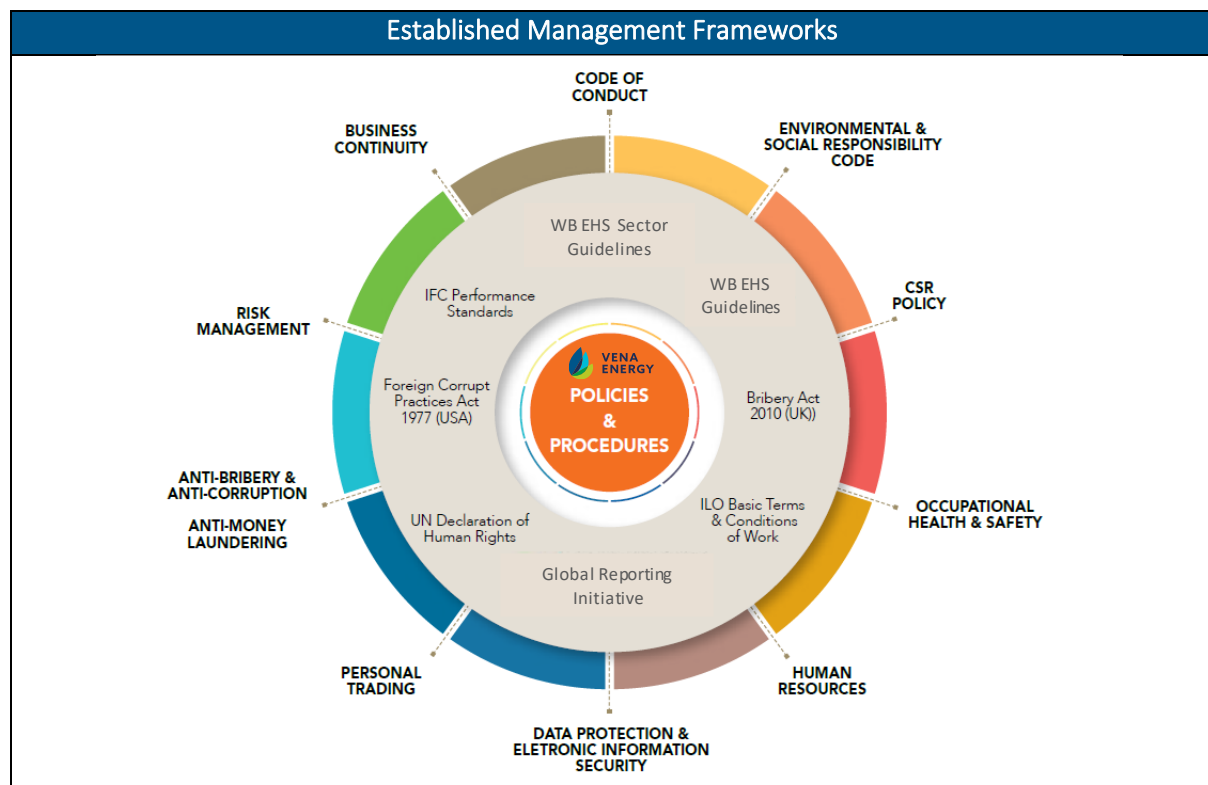 Established Management Frameworks
CODE OF
CONDUCT
ENVIRONMENTAL &
SOCIAL RESPONSIBILITY
CODE
CSR
POLICY
OCCUPATIONAL
HEALTH & SAFETY
HUMAN
RESOURCES
DATA PROTECTION &
ELETRONIC INFORMATION
SECURITY
PERSONAL
TRADING
ANTI-BRIBERY &
ANTI-CORRUPTION
ANTI-MONEY
LAUNDERING
RISK
MANAGEMENT
BUSINESS
CONTINUITY
WB EHS Sector
Guidelines
WB EHS
Guidelines
Bribery Act
2010 (UK))
ILO Basic Terms
& Conditions
of Work
Global Reporting
Initiative
UN Declaration of
Human Rights
Foreign Corrupt
Practices Act
1977 (USA)
IFC Performance
Standards
VENA
ENERGY
POLICIES
&
PROCEDURES